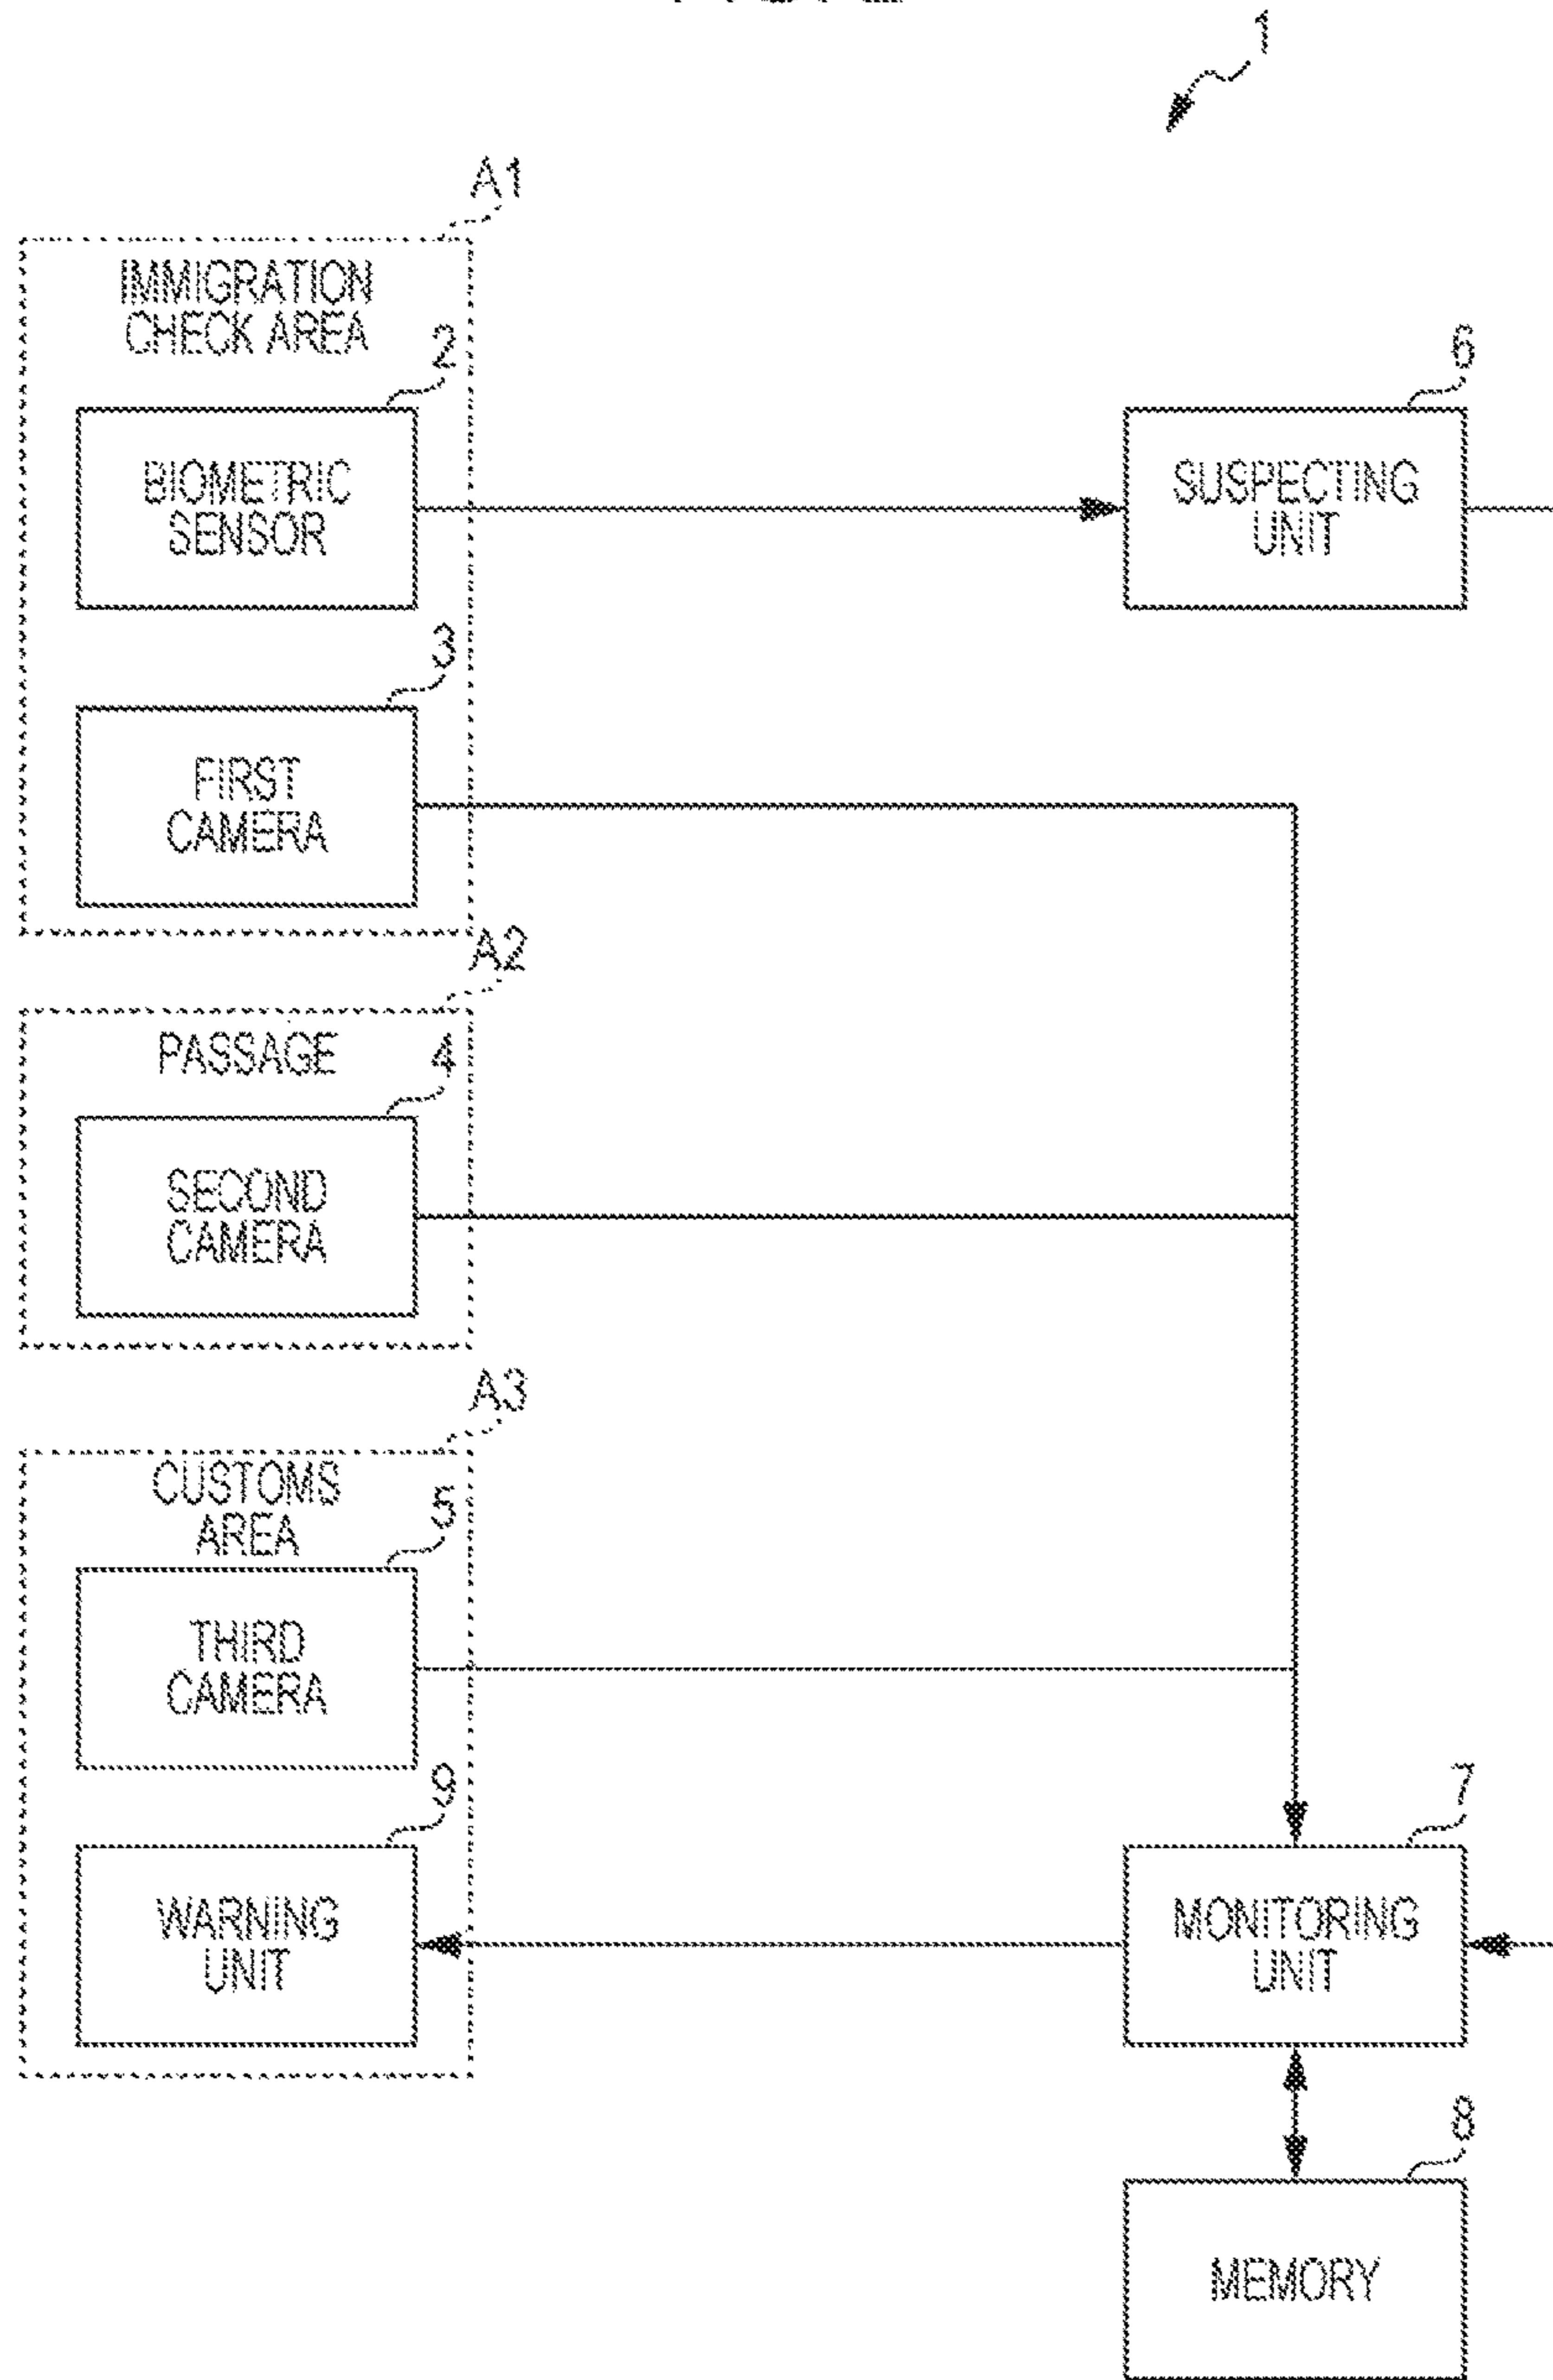 1
A1
IMMIGRATION
CHECK AREA
2
BIOMETRIC
SENSOR
6
SUSPECTING
UNIT
3
FIRST
CAMERA
A2
PASSAGE
4
SECOND
CAMERA
A3
CUSTOMS
AREA
5
THIRD
CAMERA
9
WARNING
UNIT
7
MONITORING
UNIT
8
MEMORY